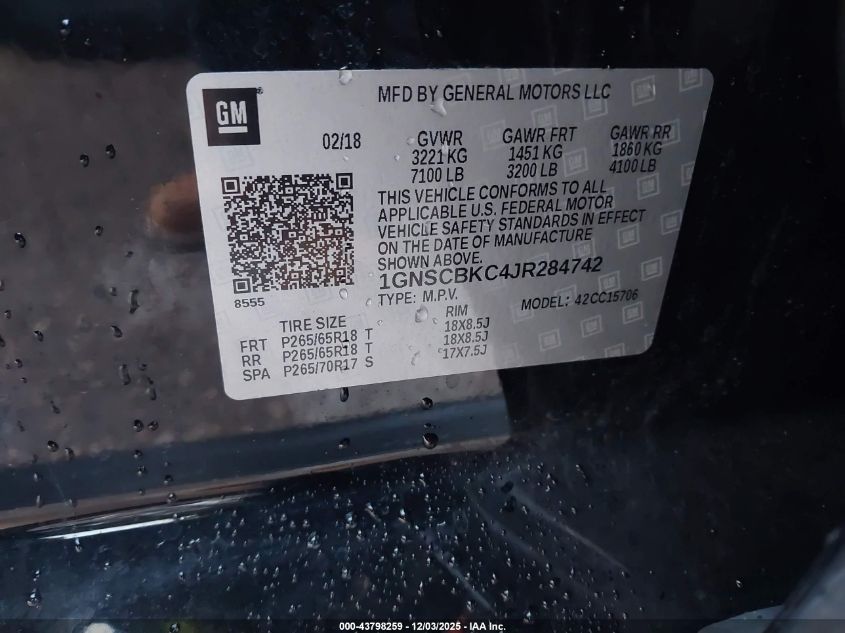 GM
MFD BY GENERAL MOTORS LLC
02/18 GVWR GAWR FRT GAWR RR
3221 KG 1451 KG 1860 KG
7100 LB 3200 LB 4100 LB
THIS VEHICLE CONFORMS TO ALL
APPLICABLE U.S. FEDERAL MOTOR
VEHICLE SAFETY STANDARDS IN EFFECT
ON THE DATE OF MANUFACTURE
SHOWN ABOVE.
1GNSCBKC4JR284742
8555
TYPE: M.P.V. MODEL: 42CC15706
TIRE SIZE RIM
FRT P265/65R18 T 18X8.5J
RR P265/65R18 T 18X8.5J
SPA P265/70R17 S 17X7.5J
000-43798259 - 12/03/2025 - IAA Inc.